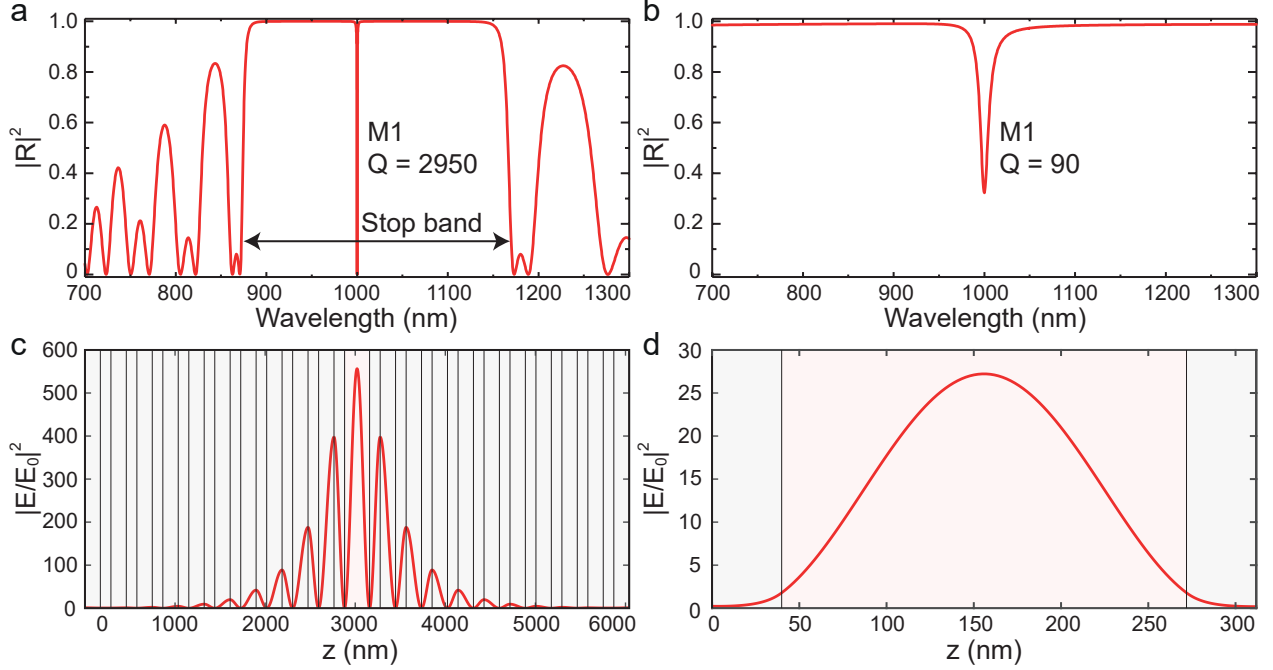 a
1.0
0.8
0.6
0.4
0.2
0
|R|²
M1
Q = 2950
Stop band
700 800 900 1000 1100 1200 1300
Wavelength (nm)
b
1.0
0.8
0.6
0.4
0.2
0
|R|²
M1
Q = 90
700 800 900 1000 1100 1200 1300
Wavelength (nm)
c
600
500
400
300
200
100
0
|E/E₀|²
0 1000 2000 3000 4000 5000 6000
z (nm)
d
30
25
20
15
10
5
0
|E/E₀|²
0 50 100 150 200 250 300
z (nm)